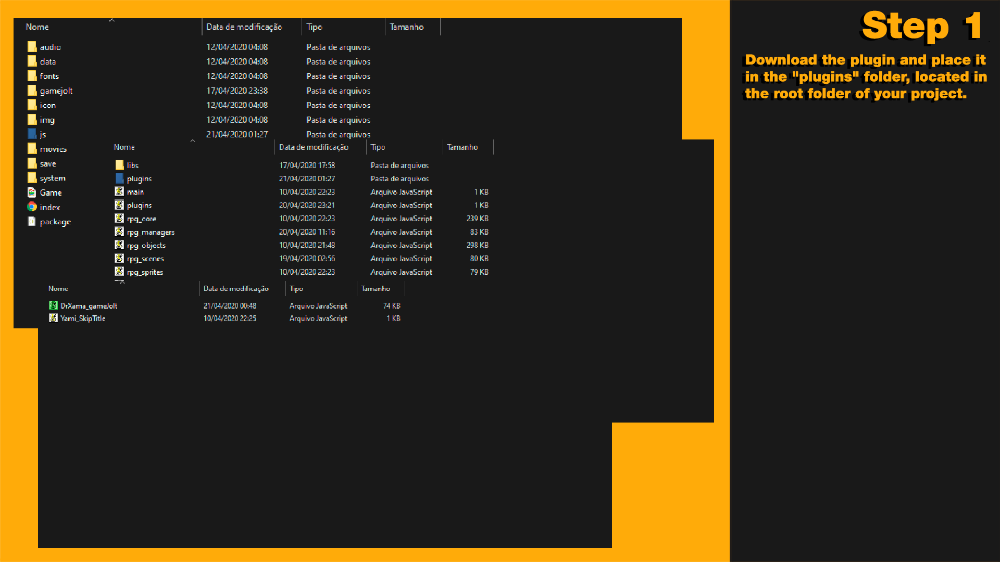 Nome Data de modificação Tipo Tamanho
audio 12/04/2020 04:08 Pasta de arquivos
data 12/04/2020 04:08 Pasta de arquivos
fonts 12/04/2020 04:08 Pasta de arquivos
gamejolt 17/04/2020 23:38 Pasta de arquivos
icon 12/04/2020 04:08 Pasta de arquivos
img 12/04/2020 04:08 Pasta de arquivos
js 21/04/2020 01:27 Pasta de arquivos
movies
save
system
Game
index
package
Nome Data de modificação Tipo Tamanho
libs 17/04/2020 17:58 Pasta de arquivos
plugins 21/04/2020 01:27 Pasta de arquivos
main 10/04/2020 22:23 Arquivo JavaScript 1 KB
plugins 20/04/2020 23:21 Arquivo JavaScript 1 KB
rpg_core 10/04/2020 22:23 Arquivo JavaScript 239 KB
rpg_managers 20/04/2020 11:16 Arquivo JavaScript 83 KB
rpg_objects 10/04/2020 21:48 Arquivo JavaScript 298 KB
rpg_scenes 19/04/2020 02:56 Arquivo JavaScript 80 KB
rpg_sprites 10/04/2020 22:23 Arquivo JavaScript 79 KB
Nome Data de modificação Tipo Tamanho
DrXama_gameJolt 21/04/2020 00:48 Arquivo JavaScript 74 KB
Yami_SkipTitle 10/04/2020 22:25 Arquivo JavaScript 1 KB
Step 1
Download the plugin and place it
in the "plugins" folder, located in
the root folder of your project.